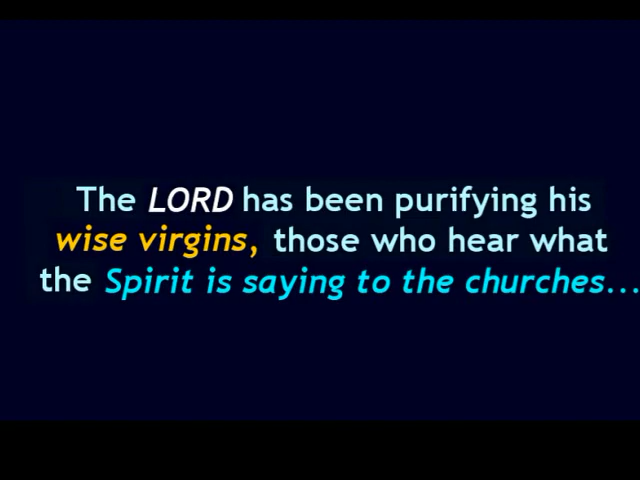 The LORD has been purifying his
wise virgins, those who hear what
the Spirit is saying to the churches...